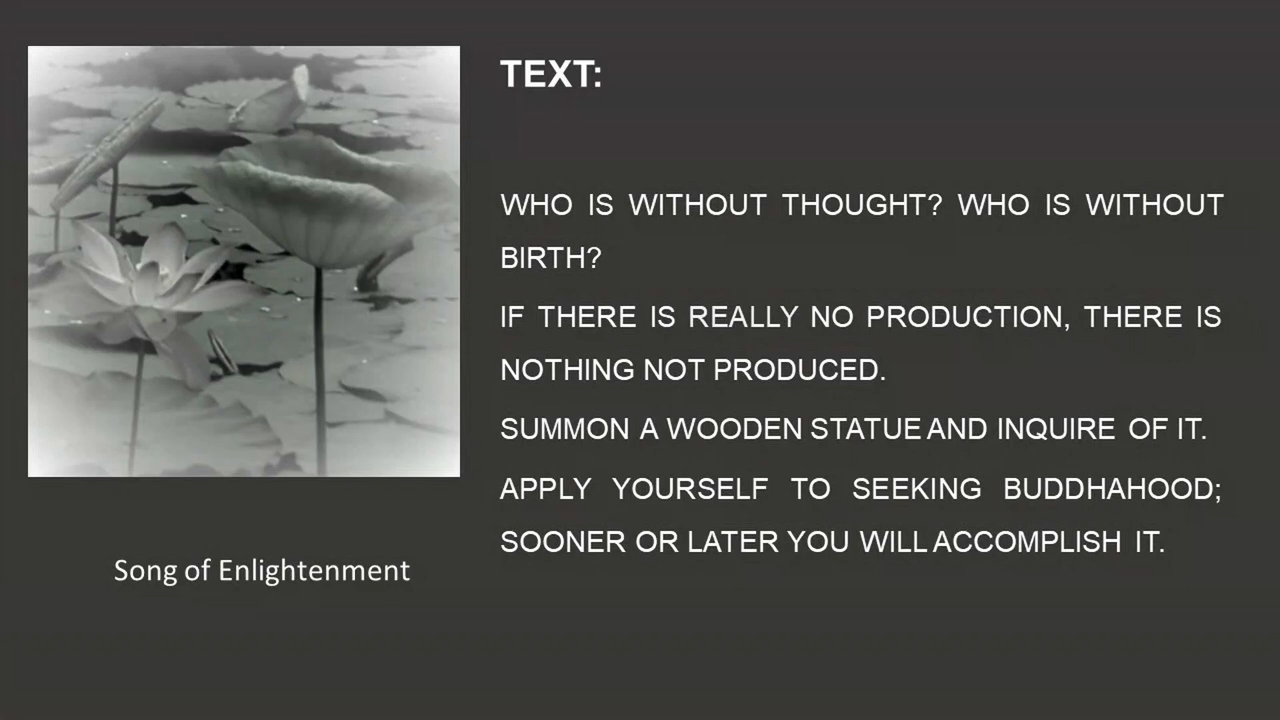 TEXT:
WHO IS WITHOUT THOUGHT? WHO IS WITHOUT
BIRTH?
IF THERE IS REALLY NO PRODUCTION, THERE IS
NOTHING NOT PRODUCED.
SUMMON A WOODEN STATUE AND INQUIRE OF IT.
APPLY YOURSELF TO SEEKING BUDDHAHOOD;
SOONER OR LATER YOU WILL ACCOMPLISH IT.
Song of Enlightenment